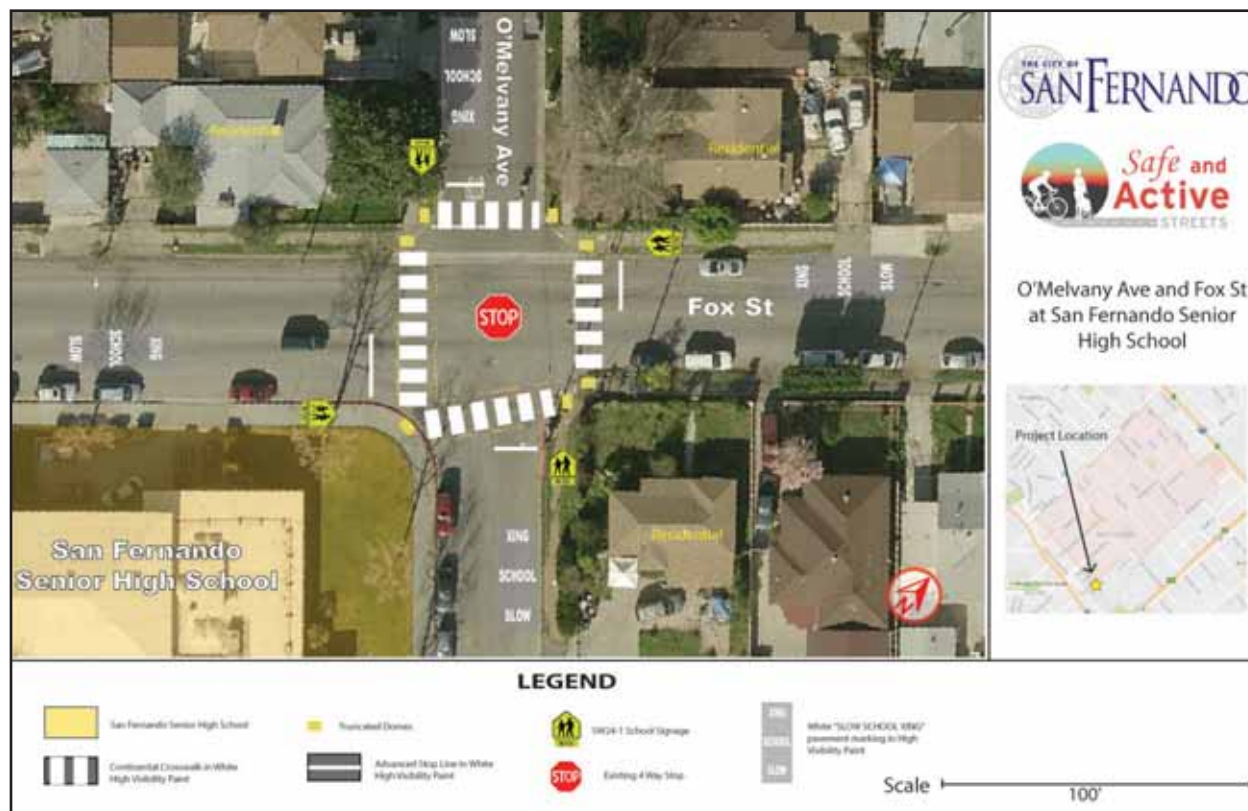 SLOW
SCHOOL
XING
O'Melvany Ave
Residential
Residential
XING
SCHOOL
SLOW
Fox St
STOP
SLOW
SCHOOL
XING
San Fernando
Senior High School
XING
SCHOOL
SLOW
Residential
THE CITY OF
SAN FERNANDO
Safe and
Active
STREETS
O'Melvany Ave and Fox St
at San Fernando Senior
High School
Project Location
LEGEND
San Fernando Senior High School
Continental Crosswalk in White
High Visibility Paint
Truncated Domes
Advanced Stop Line in White
High Visibility Paint
SW24-1 School Signage
STOP
Existing 4 Way Stop
XING
SCHOOL
SLOW
White "SLOW SCHOOL XING"
pavement marking in High
Visibility Paint
Scale
100'